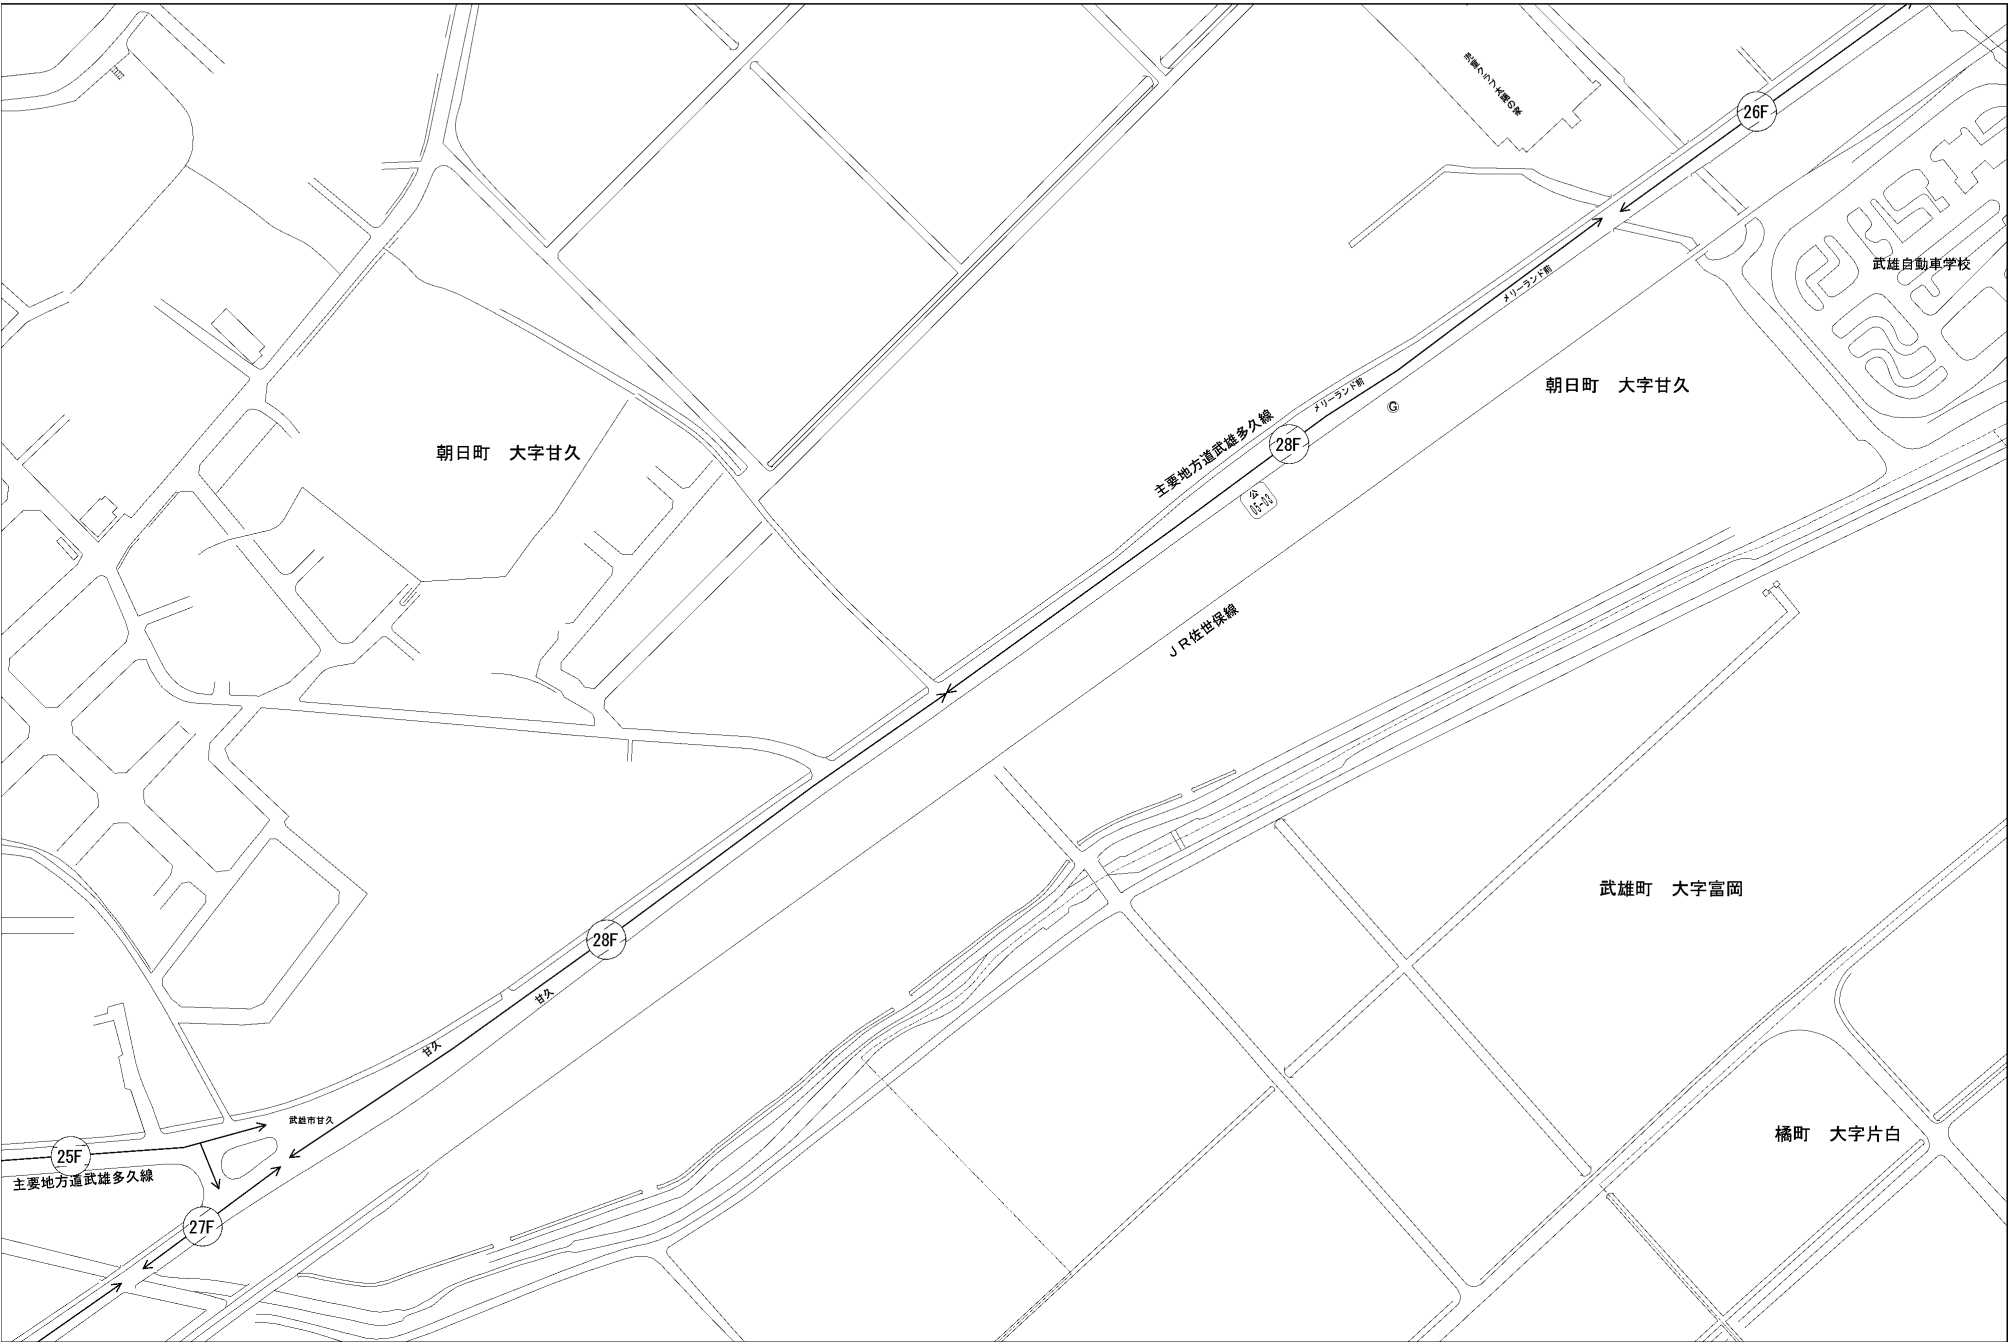 26F
武雄自動車学校
メリーランド前
メリーランド前
朝日町　大字甘久
G
主要地方道武雄多久線
28F
朝日町　大字甘久
公
05-03
ＪＲ佐世保線
武雄町　大字富岡
28F
甘久
甘久
武雄市甘久
橘町　大字片白
25F
主要地方道武雄多久線
27F